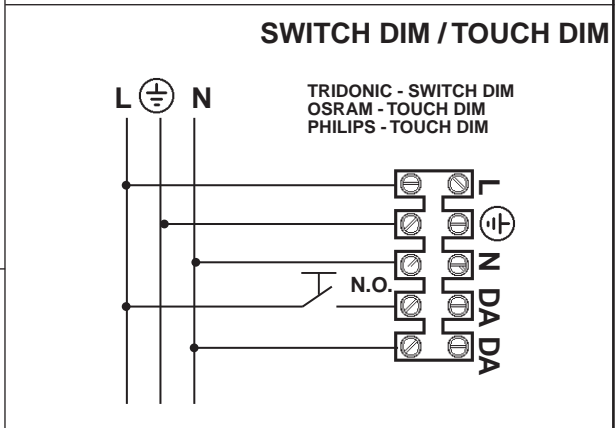 SWITCH DIM / TOUCH DIM
TRIDONIC - SWITCH DIM
OSRAM - TOUCH DIM
PHILIPS - TOUCH DIM
L N
L
N
N.O.
DA
DA